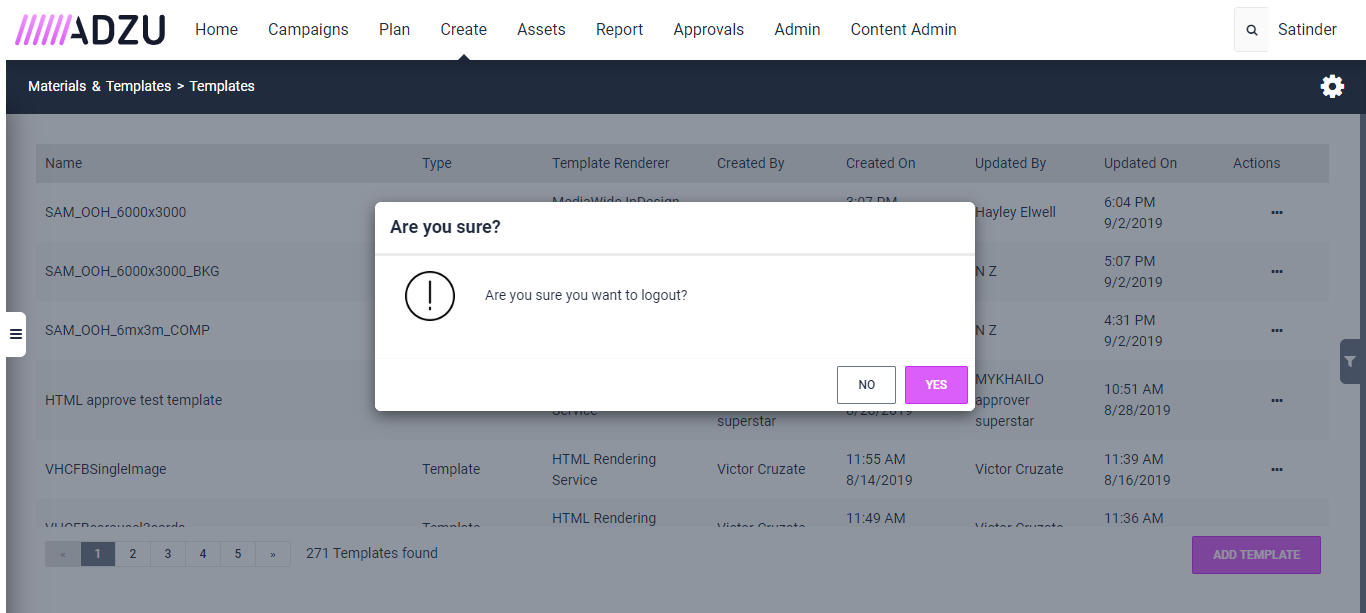 ADZU Home Campaigns Plan Create Assets Report Approvals Admin Content Admin Satinder
Materials & Templates > Templates
Name Type Template Renderer Created By Created On Updated By Updated On Actions
SAM_OOH_6000x3000 MediaWide InDesign 3:07 PM Hayley Elwell 6:04 PM
9/2/2019
Are you sure?
SAM_OOH_6000x3000_BKG N Z 5:07 PM
9/2/2019
Are you sure you want to logout?
SAM_OOH_6mx3m_COMP N Z 4:31 PM
9/2/2019
NO YES
HTML approve test template Service superstar 8/28/2019 MYKHAILO
approver
superstar
10:51 AM
8/28/2019
VHCFBSingleImage Template HTML Rendering
Service
Victor Cruzate 11:55 AM
8/14/2019
Victor Cruzate 11:39 AM
8/16/2019
VHCFBcarousel3cards Template HTML Rendering Victor Cruzate 11:49 AM Victor Cruzate 11:36 AM
« 1 2 3 4 5 » 271 Templates found ADD TEMPLATE